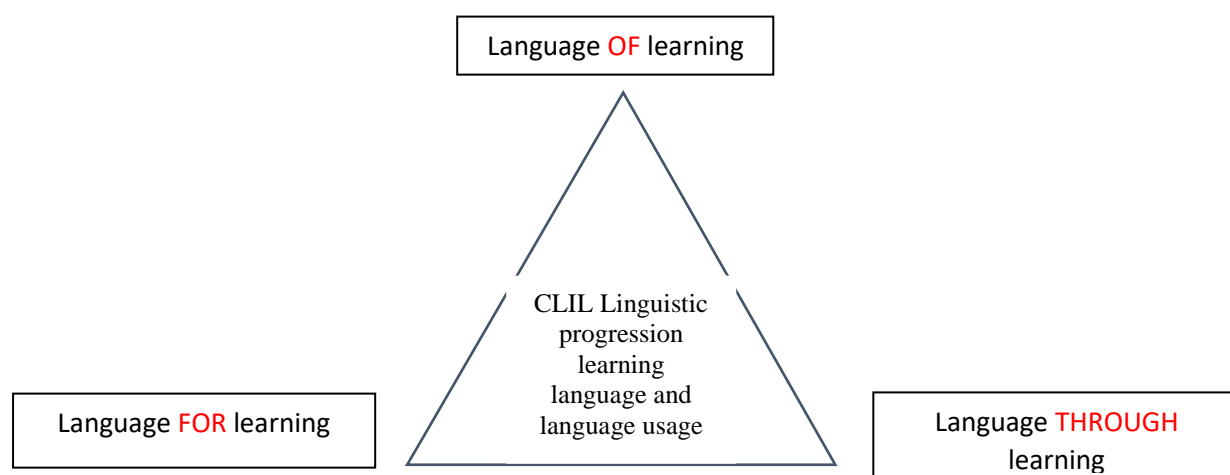 Language OF learning
CLIL Linguistic
progression
learning
language and
language usage
Language FOR learning
Language THROUGH
learning